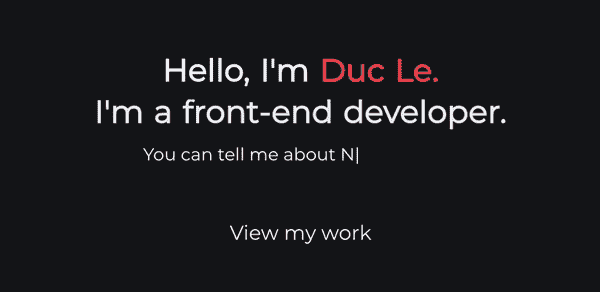 Hello, I'm Duc Le.
I'm a front-end developer.
You can tell me about N|
View my work